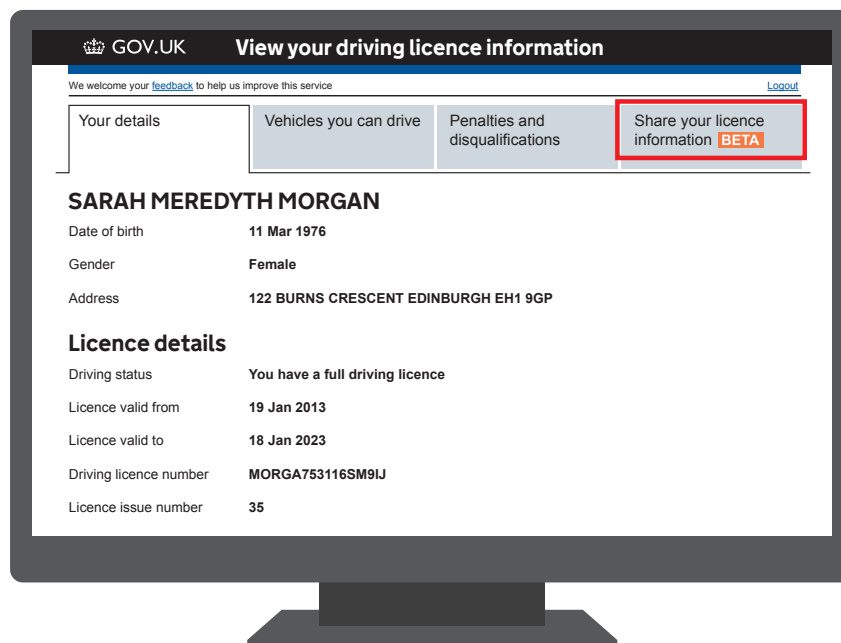 GOV.UK View your driving licence information
We welcome your feedback to help us improve this service Logout
Your details Vehicles you can drive Penalties and Share your licence
disqualifications information BETA
SARAH MEREDYTH MORGAN
Date of birth 11 Mar 1976
Gender Female
Address 122 BURNS CRESCENT EDINBURGH EH1 9GP
Licence details
Driving status You have a full driving licence
Licence valid from 19 Jan 2013
Licence valid to 18 Jan 2023
Driving licence number MORGA753116SM9IJ
Licence issue number 35